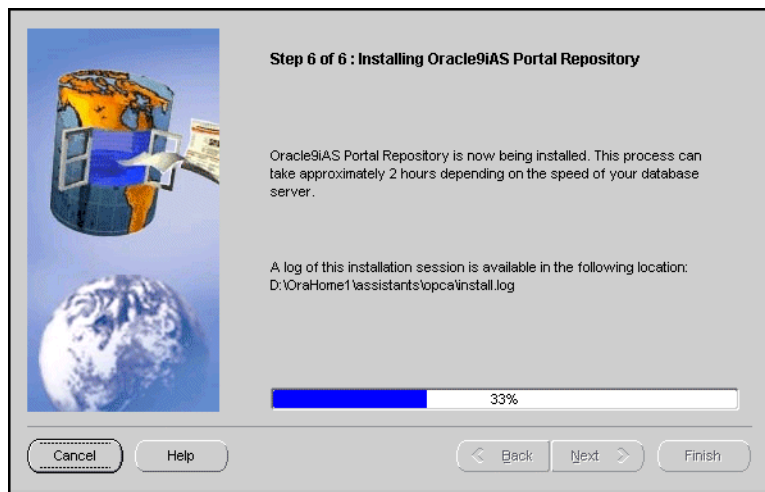 Step 6 of 6 : Installing Oracle9iAS Portal Repository
Oracle9iAS Portal Repository is now being installed. This process can
take approximately 2 hours depending on the speed of your database
server.
A log of this installation session is available in the following location:
D:\OraHome1\assistants\opca\install.log
33%
Cancel
Help
Back
Next
Finish